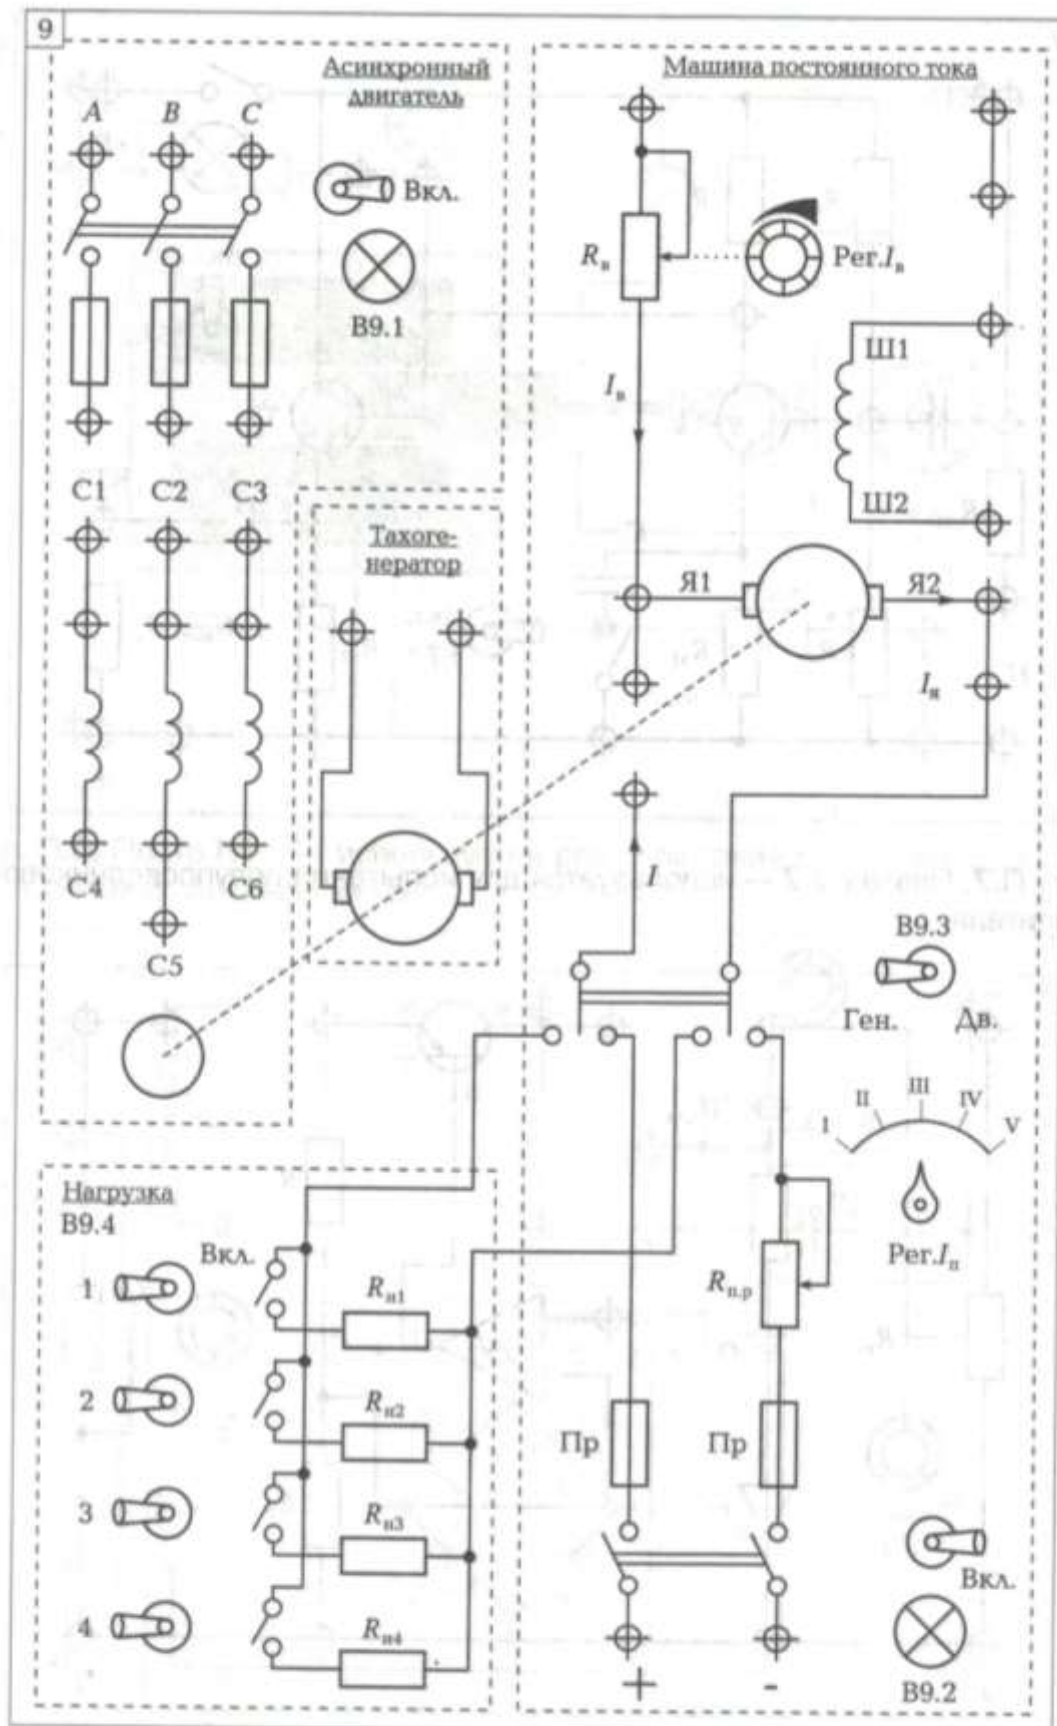 9
Асинхронный
двигатель
A B C
Вкл.
В9.1
C1 C2 C3
C4 C6
C5
Тахоге-
нератор
Машина постоянного тока
Rв
Рег.Iв
Iв
Ш1
Ш2
Я1 Я2
Iя
I
В9.3
Ген. Дв.
I II III IV V
Рег.Iп
Rп.р
Пр Пр
Вкл.
В9.2
+ -
Нагрузка
В9.4
Вкл.
1 Rн1
2 Rн2
3 Rн3
4 Rн4